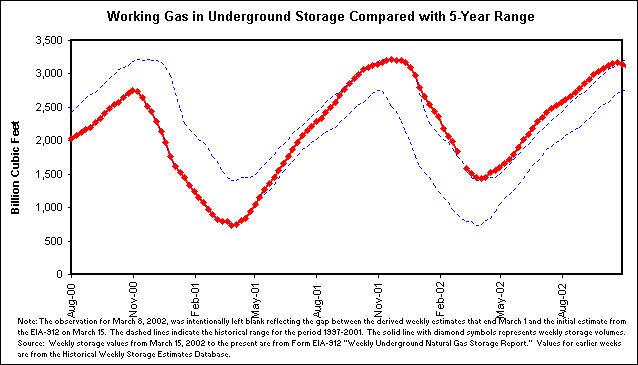 Working Gas in Underground Storage Compared with 5-Year Range
3,500
3,000
2,500
2,000
1,500
1,000
500
0
Billion Cubic Feet
Aug-00
Nov-00
Feb-01
May-01
Aug-01
Nov-01
Feb-02
May-02
Aug-02
Note: The observation for March 8, 2002, was intentionally left blank reflecting the gap between the derived weekly estimates that end March 1 and the initial estimate from
the EIA-912 on March 15. The dashed lines indicate the historical range for the period 1997-2001. The solid line with diamond symbols represents weekly storage volumes.
Source: Weekly storage values from March 15, 2002 to the present are from Form EIA-912 "Weekly Underground Natural Gas Storage Report." Values for earlier weeks
are from the Historical Weekly Storage Estimates Database.